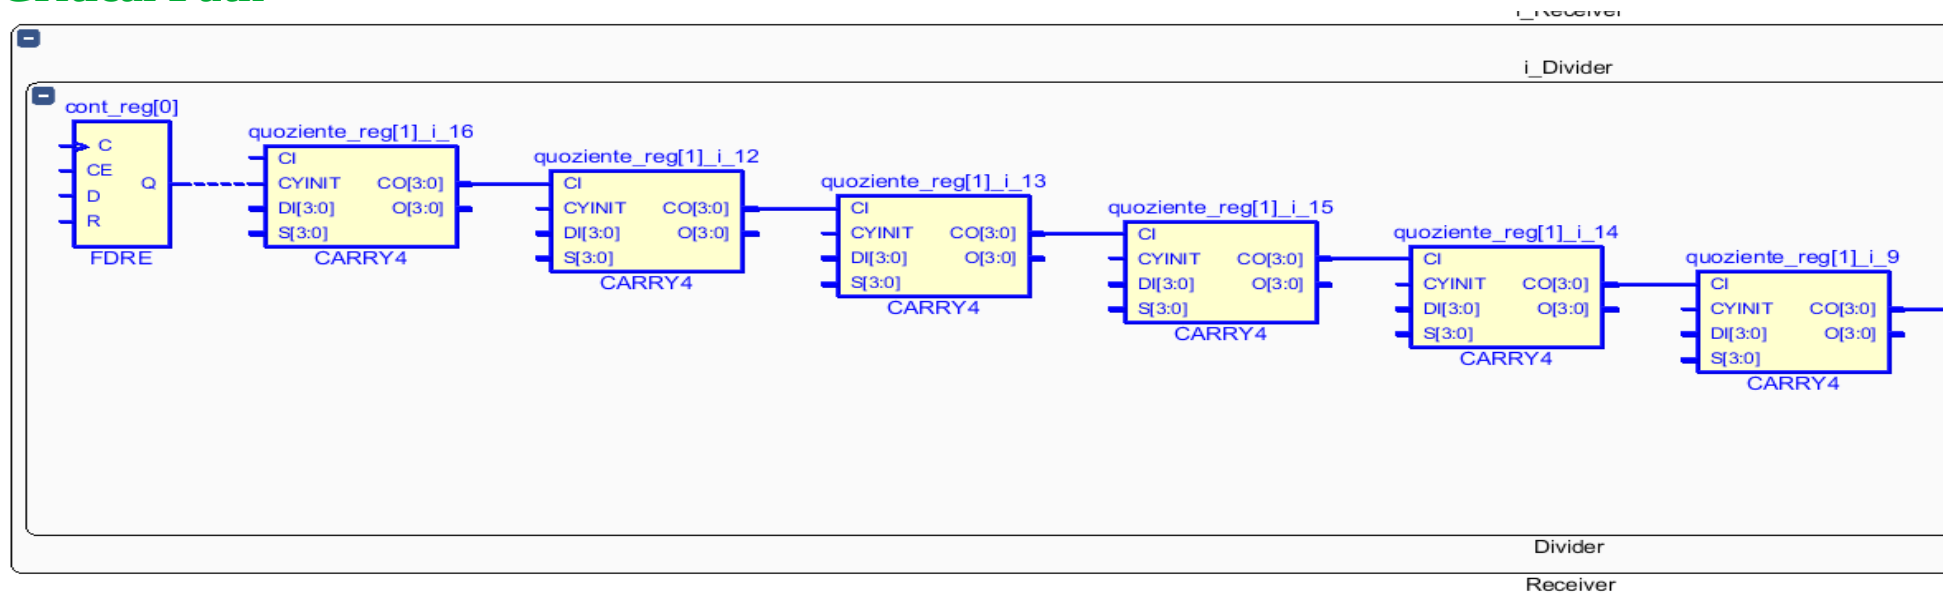 i_Receiver
i_Divider
cont_reg[0]
C
CE
D
R
Q
FDRE
quoziente_reg[1]_i_16
CI
CYINIT CO[3:0]
DI[3:0] O[3:0]
S[3:0]
CARRY4
quoziente_reg[1]_i_12
CI
CYINIT CO[3:0]
DI[3:0] O[3:0]
S[3:0]
CARRY4
quoziente_reg[1]_i_13
CI
CYINIT CO[3:0]
DI[3:0] O[3:0]
S[3:0]
CARRY4
quoziente_reg[1]_i_15
CI
CYINIT CO[3:0]
DI[3:0] O[3:0]
S[3:0]
CARRY4
quoziente_reg[1]_i_14
CI
CYINIT CO[3:0]
DI[3:0] O[3:0]
S[3:0]
CARRY4
quoziente_reg[1]_i_9
CI
CYINIT CO[3:0]
DI[3:0] O[3:0]
S[3:0]
CARRY4
Divider
Receiver